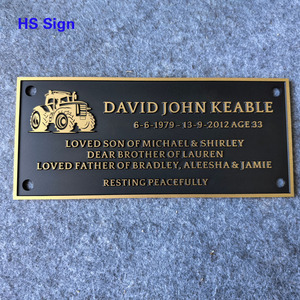 HS Sign
DAVID JOHN KEABLE
6-6-1979 - 13-9-2012 AGE 33
LOVED SON OF MICHAEL & SHIRLEY
DEAR BROTHER OF LAUREN
LOVED FATHER OF BRADLEY, ALEESHA & JAMIE
RESTING PEACEFULLY